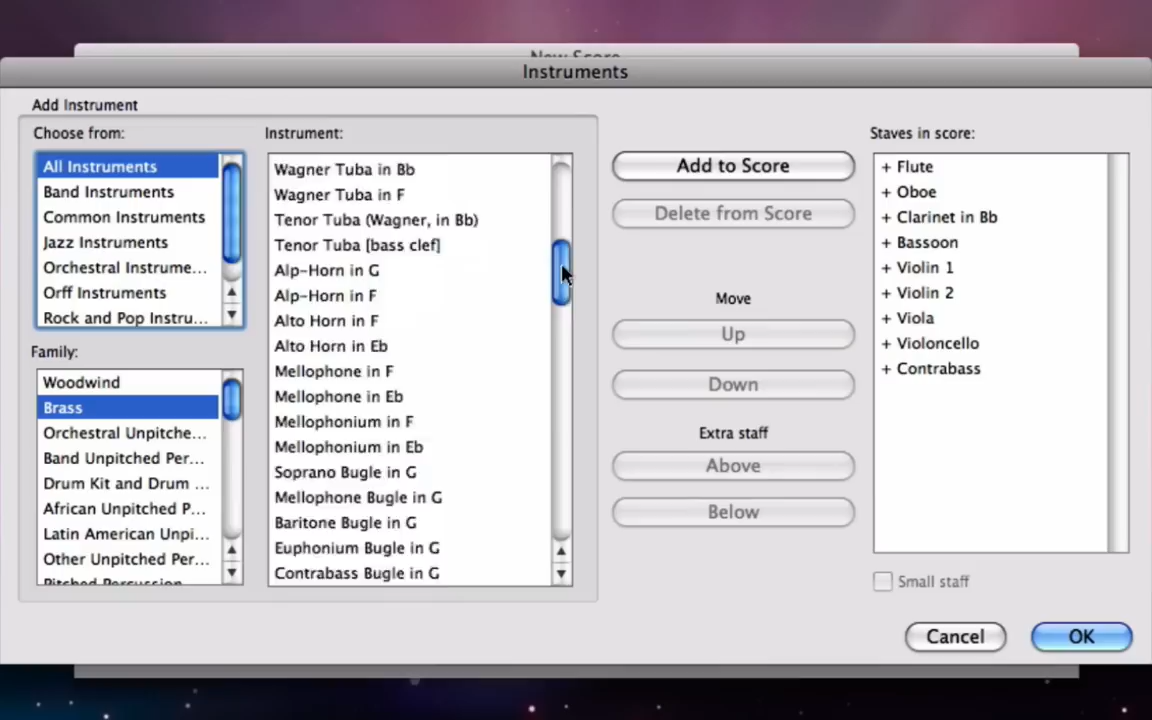 New Score
Instruments
Add Instrument
Choose from:
All Instruments
Band Instruments
Common Instruments
Jazz Instruments
Orchestral Instrume...
Orff Instruments
Rock and Pop Instru...
Family:
Woodwind
Brass
Orchestral Unpitche...
Band Unpitched Per...
Drum Kit and Drum ...
African Unpitched P...
Latin American Unpi...
Other Unpitched Per...
Pitched Percussion
Instrument:
Wagner Tuba in Bb
Wagner Tuba in F
Tenor Tuba (Wagner, in Bb)
Tenor Tuba [bass clef]
Alp-Horn in G
Alp-Horn in F
Alto Horn in F
Alto Horn in Eb
Mellophone in F
Mellophone in Eb
Mellophonium in F
Mellophonium in Eb
Soprano Bugle in G
Mellophone Bugle in G
Baritone Bugle in G
Euphonium Bugle in G
Contrabass Bugle in G
Add to Score
Delete from Score
Move
Up
Down
Extra staff
Above
Below
Staves in score:
+ Flute
+ Oboe
+ Clarinet in Bb
+ Bassoon
+ Violin 1
+ Violin 2
+ Viola
+ Violoncello
+ Contrabass
Small staff
Cancel
OK